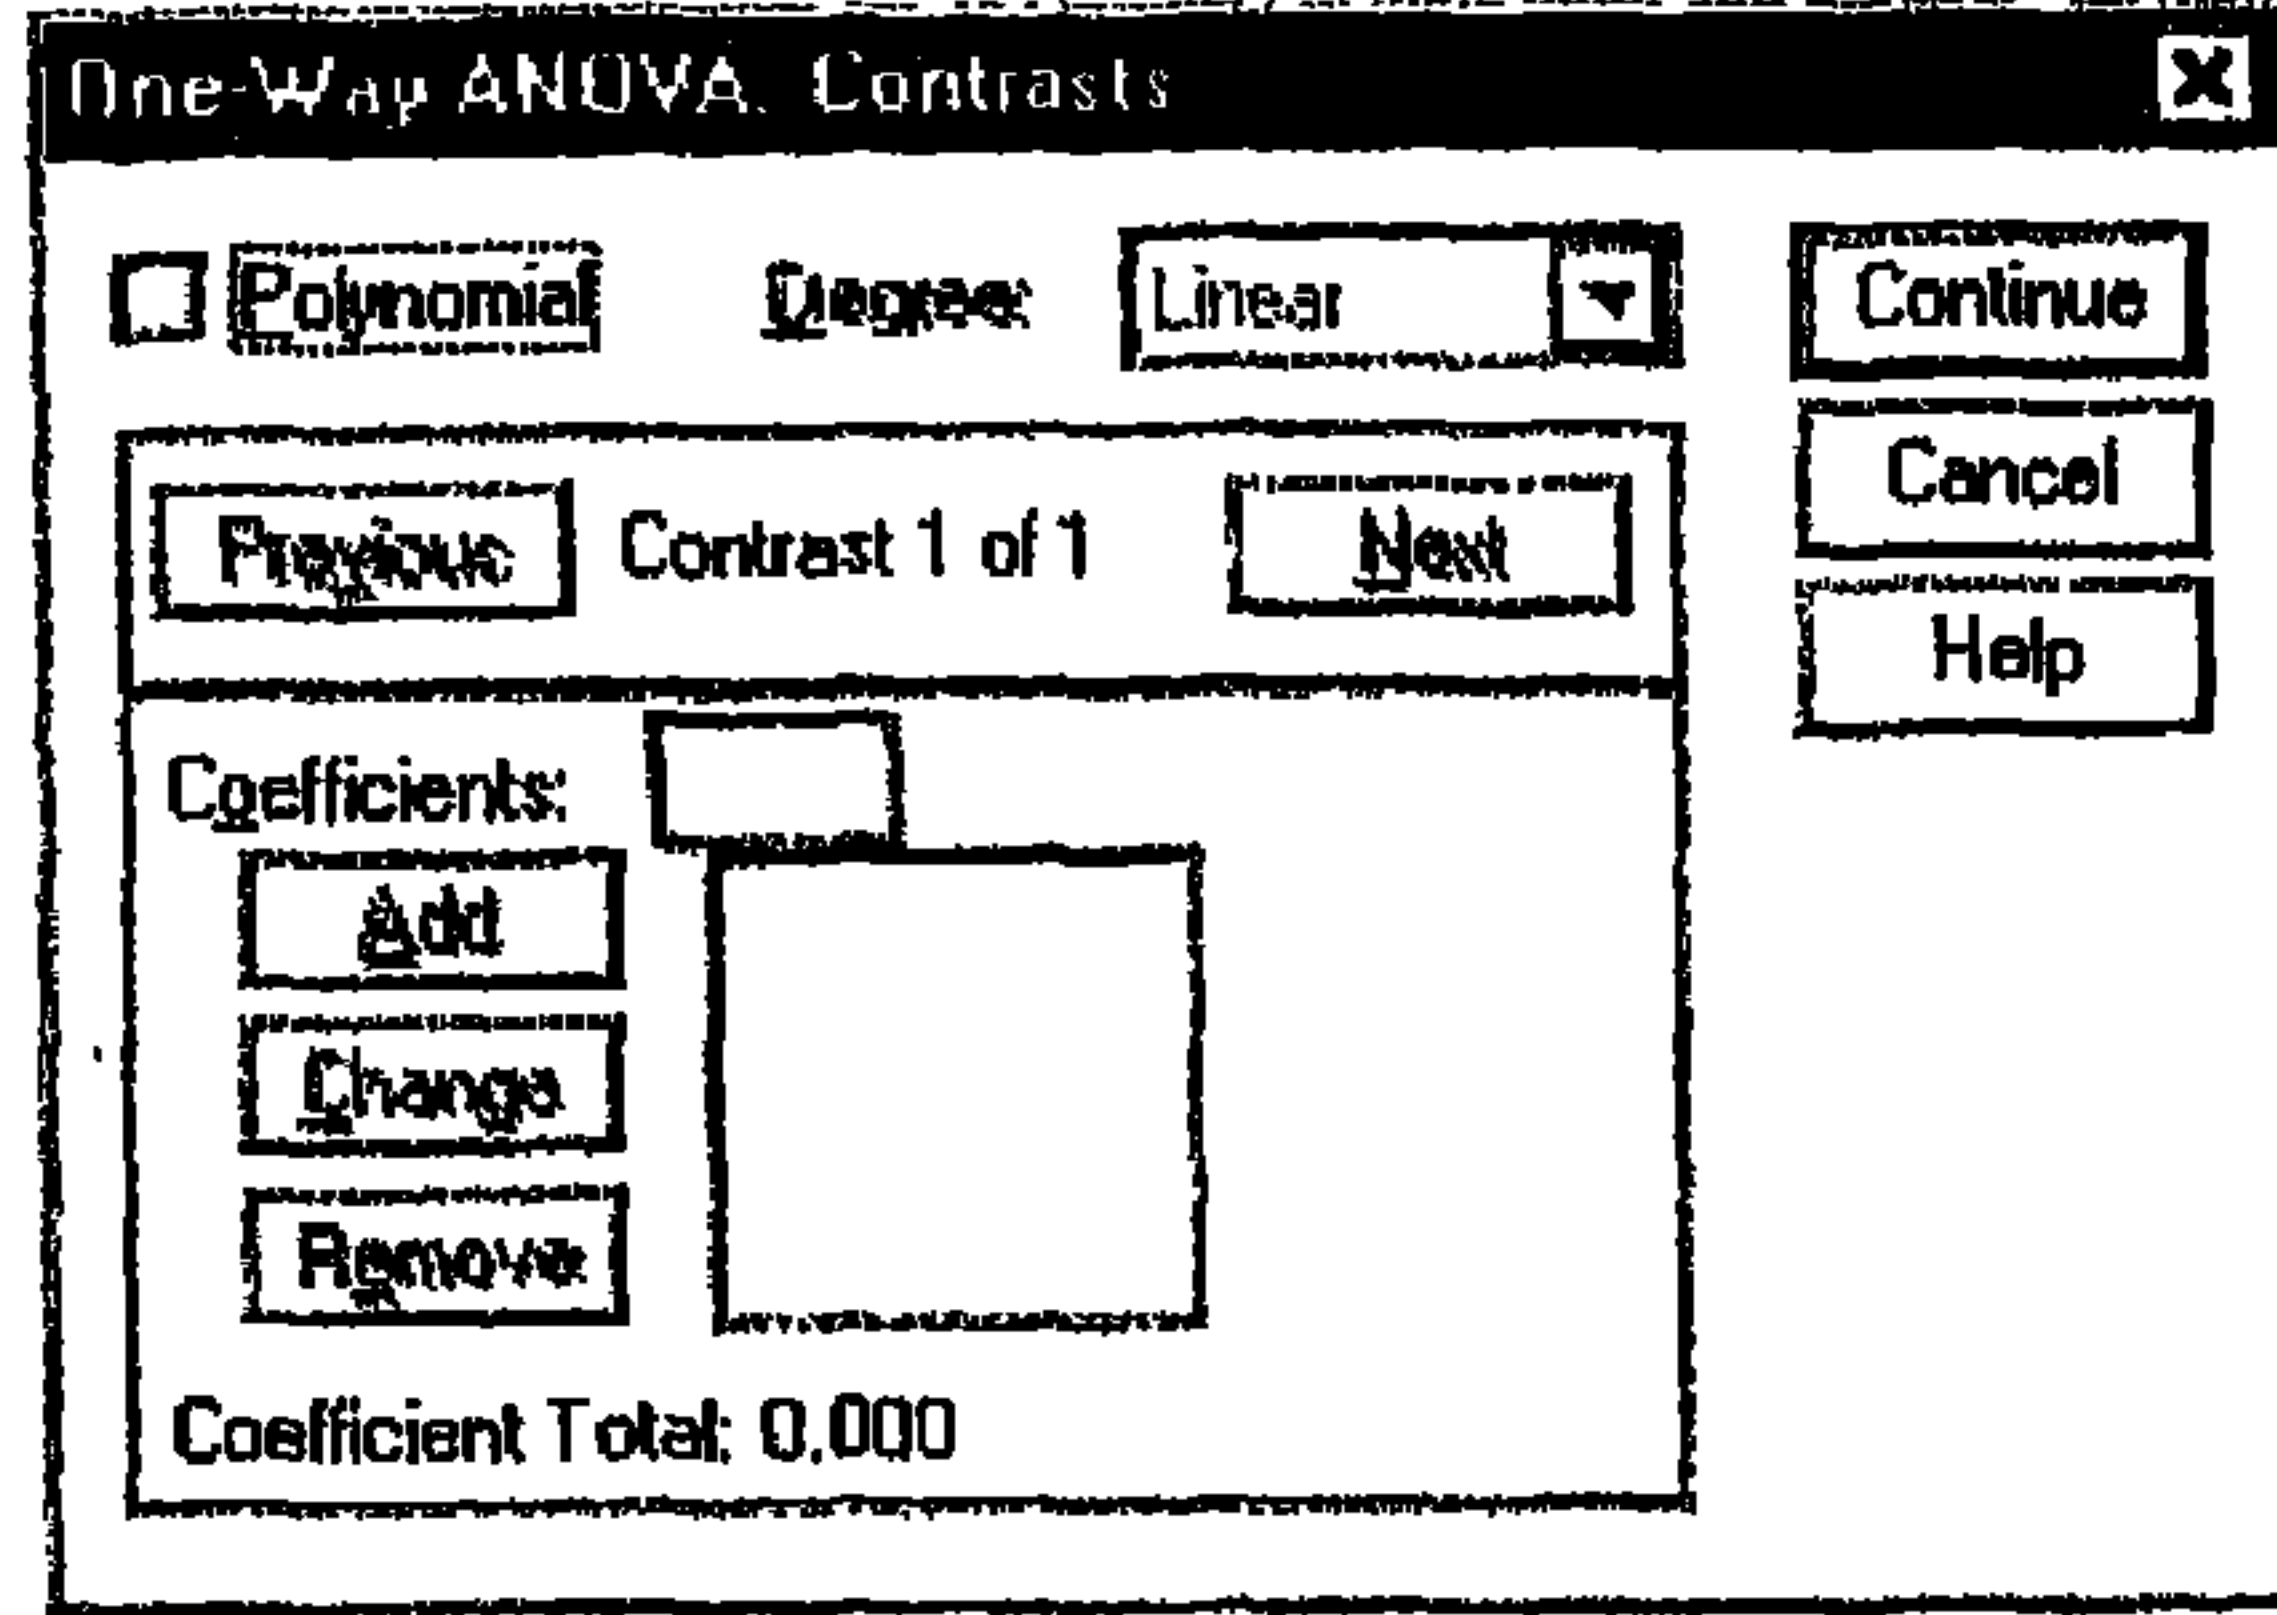 One-Way ANOVA: Contrasts
Polynomial Degree: Linear
Continue
Cancel
Help
Previous Contrast 1 of 1 Next
Coefficients:
Add
Change
Remove
Coefficient Total: 0.000